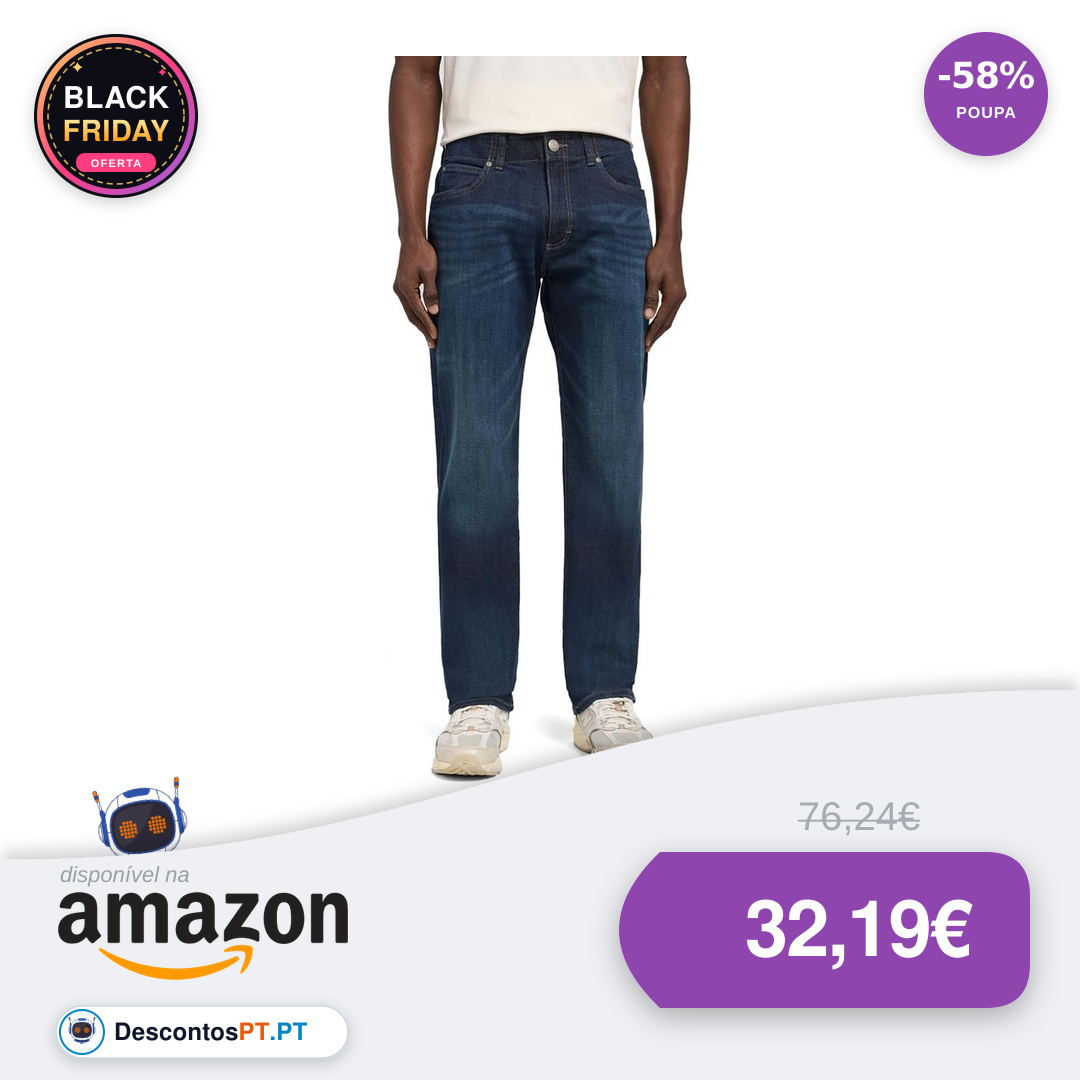 BLACK
FRIDAY
OFERTA
-58%
POUPA
76,24€
32,19€
disponível na
amazon
DescontosPT.PT